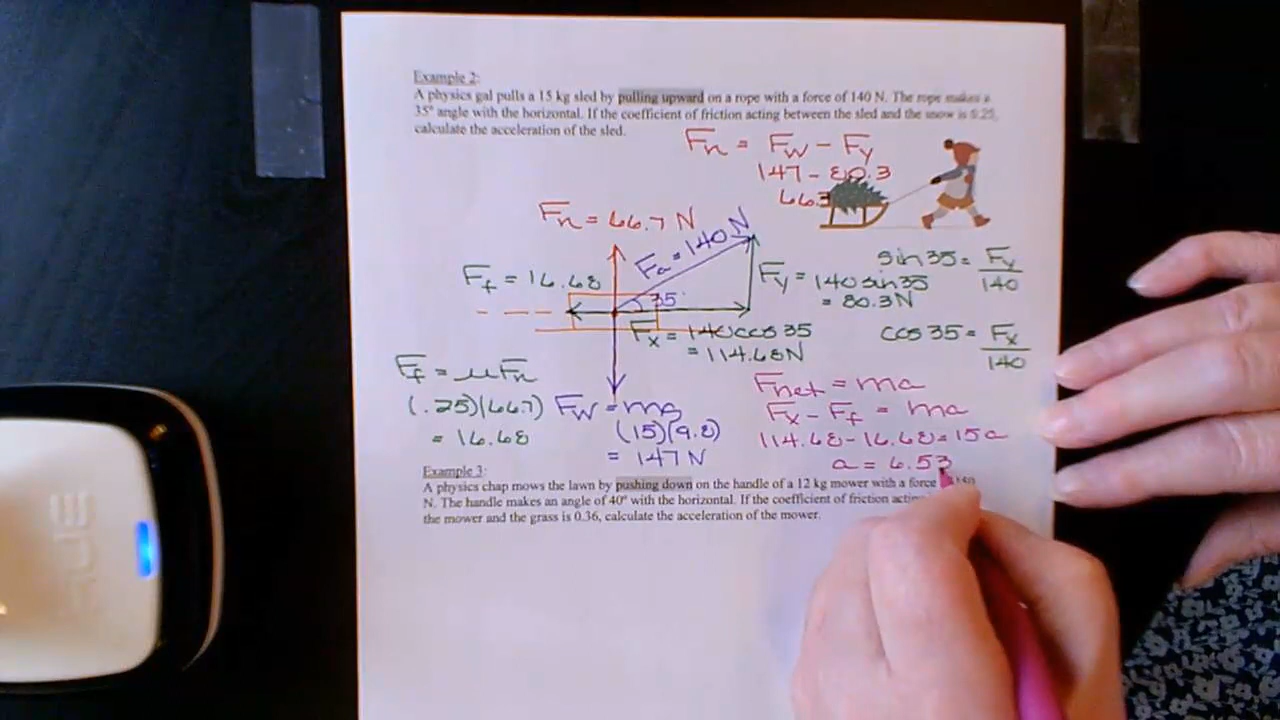 Example 2:
A physics gal pulls a 15 kg sled by pulling upward on a rope with a force of 140 N. The rope makes a
35° angle with the horizontal. If the coefficient of friction acting between the sled and the snow is 0.25,
calculate the acceleration of the sled.
Fn = Fw - Fy
147 - 80.3
66.3
Fn = 66.7 N
Fa = 140 N
Ff = 16.68
35°
Fy = 140 sin 35
= 80.3N
sin 35 = Fy
140
Fx = 140 cos 35
= 114.68N
cos 35 = Fx
140
Ff = μFn
(.25)(66.7)
= 16.68
Fw = mg
(15)(9.8)
= 147 N
Fnet = ma
Fx - Ff = ma
114.68 - 16.68 = 15a
a = 6.53
Example 3:
A physics chap mows the lawn by pushing down on the handle of a 12 kg mower with a force
N. The handle makes an angle of 40° with the horizontal. If the coefficient of friction
the mower and the grass is 0.36, calculate the acceleration of the mower.